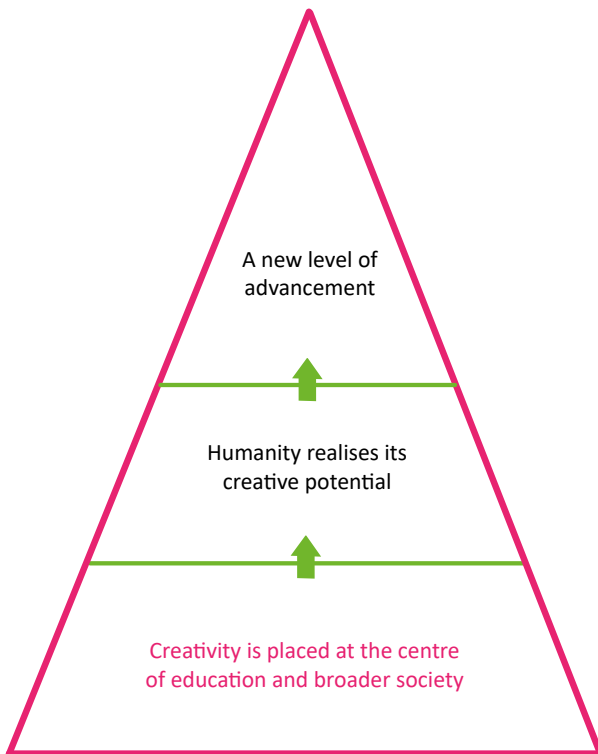 A new level of
advancement
Humanity realises its
creative potential
Creativity is placed at the centre
of education and broader society